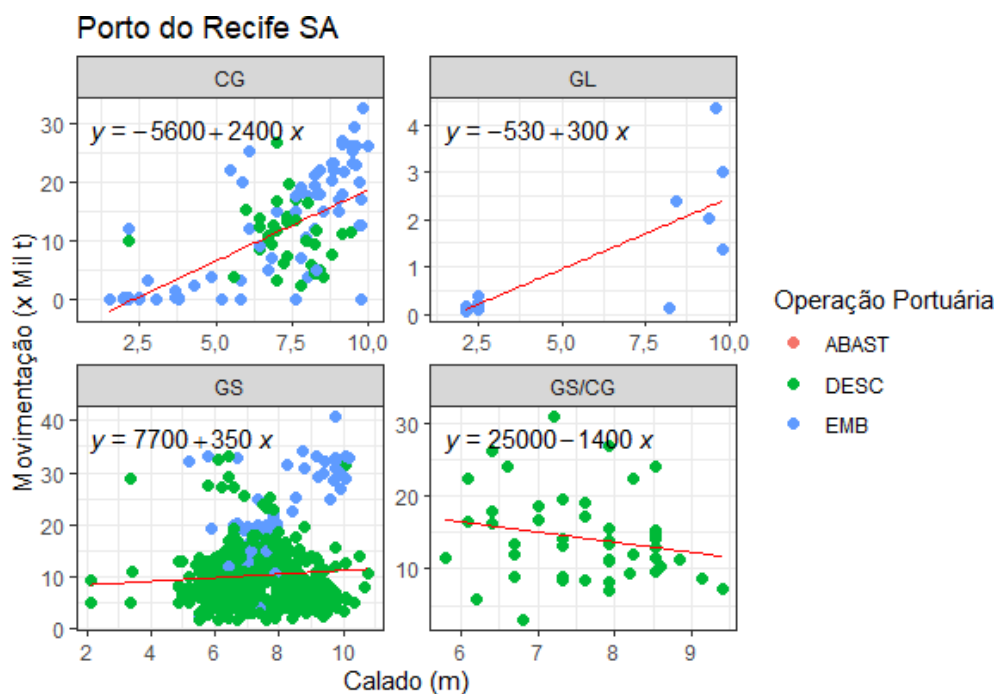 Porto do Recife SA
CG
GL
y = −5600 + 2400 x
y = −530 + 300 x
30
20
10
0
4
3
2
1
0
2,5 5,0 7,5 10,0
2,5 5,0 7,5 10,0
GS
GS/CG
y = 7700 + 350 x
y = 25000 − 1400 x
40
30
20
10
0
30
20
10
2 4 6 8 10
6 7 8 9
Movimentação (x Mil t)
Calado (m)
Operação Portuária
ABAST
DESC
EMB